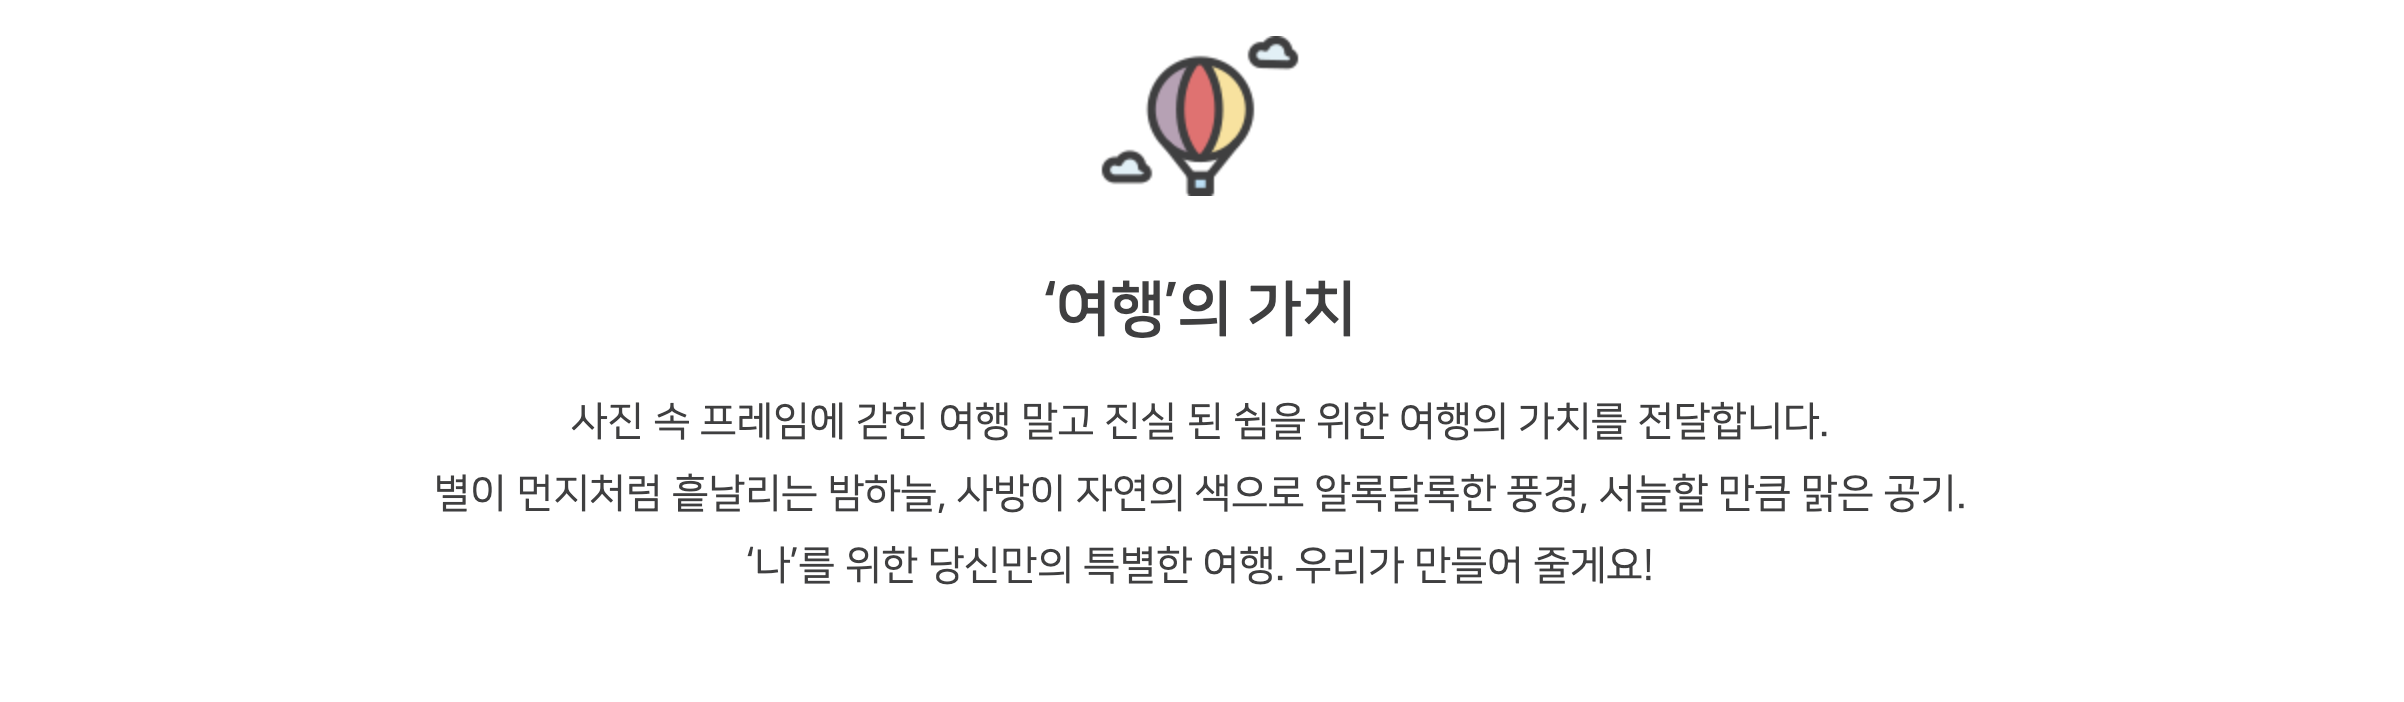 ‘여행’의 가치
사진 속 프레임에 갇힌 여행 말고 진실 된 쉼을 위한 여행의 가치를 전달합니다.
별이 먼지처럼 흩날리는 밤하늘, 사방이 자연의 색으로 알록달록한 풍경, 서늘할 만큼 맑은 공기.
‘나’를 위한 당신만의 특별한 여행. 우리가 만들어 줄게요!